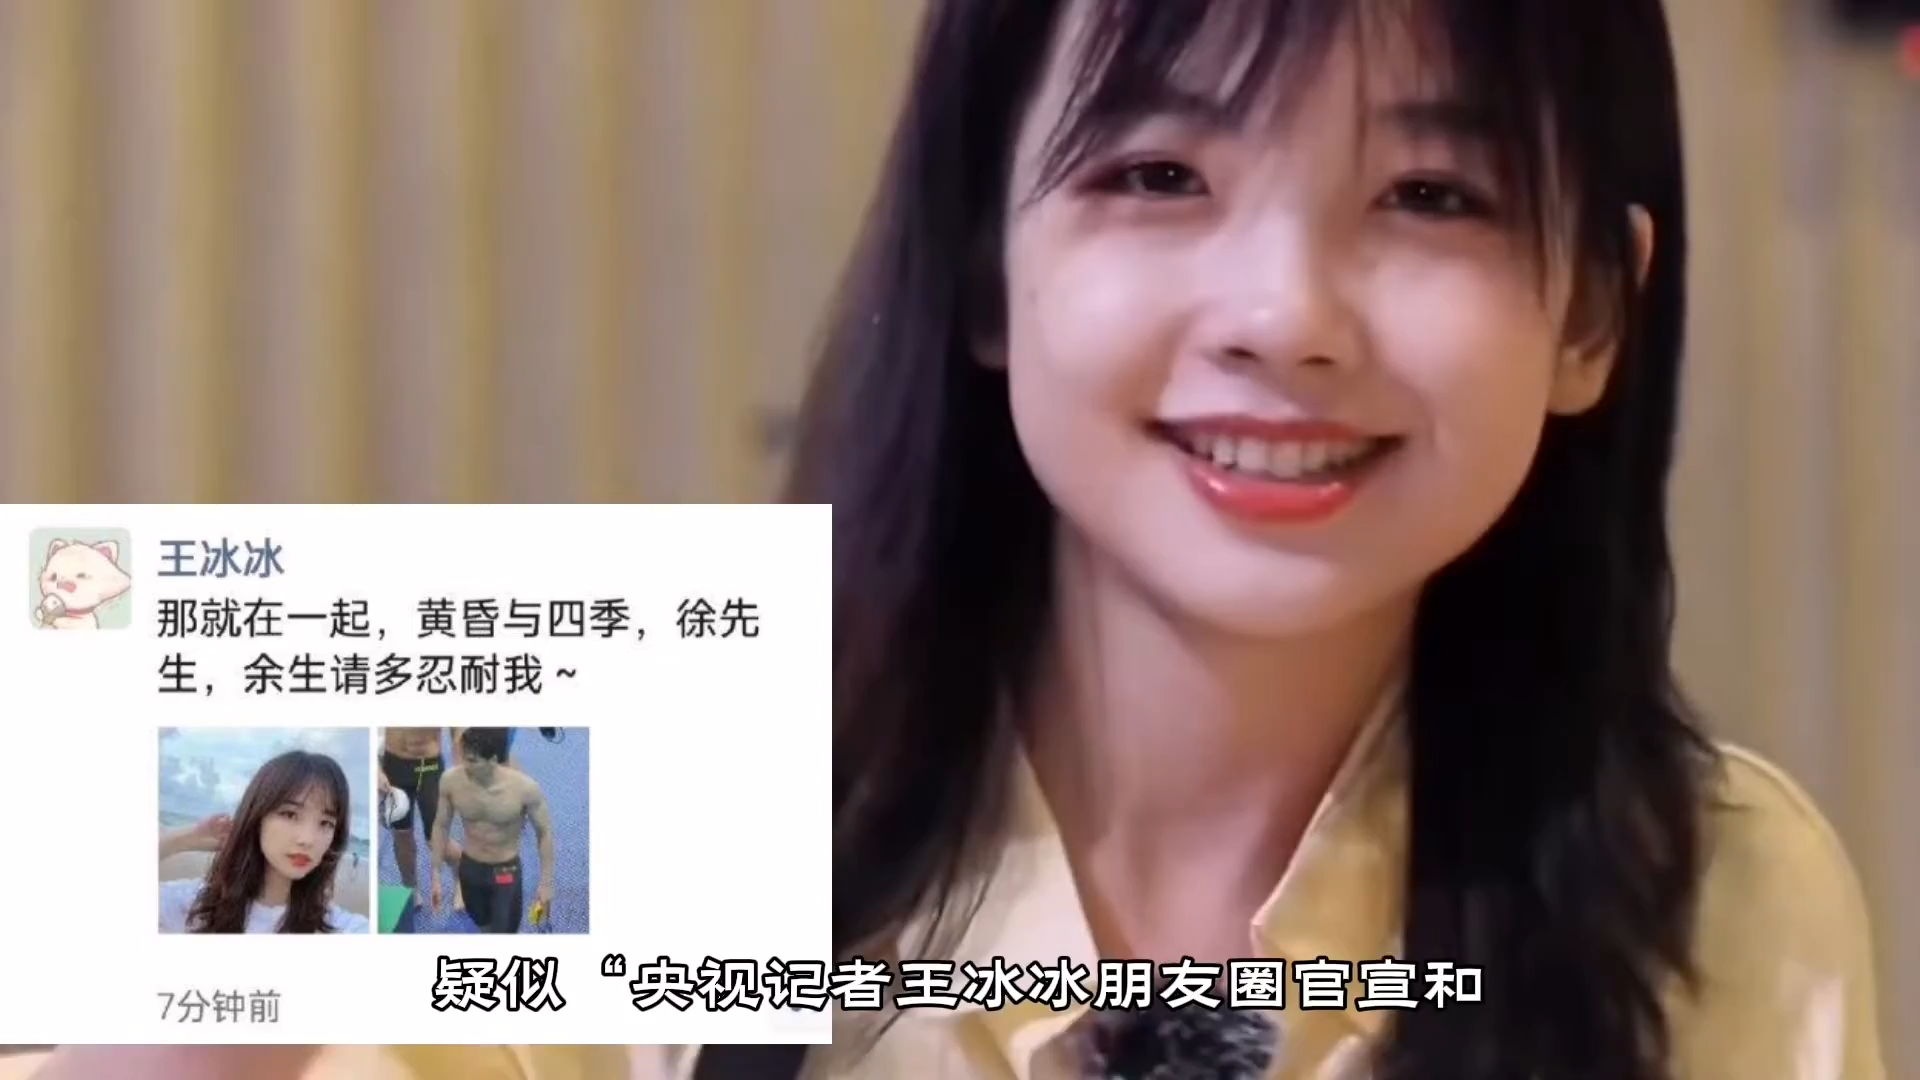 王冰冰
那就在一起，黄昏与四季，徐先
生，余生请多忍耐我~
7分钟前
疑似“央视记者王冰冰朋友圈官宣和